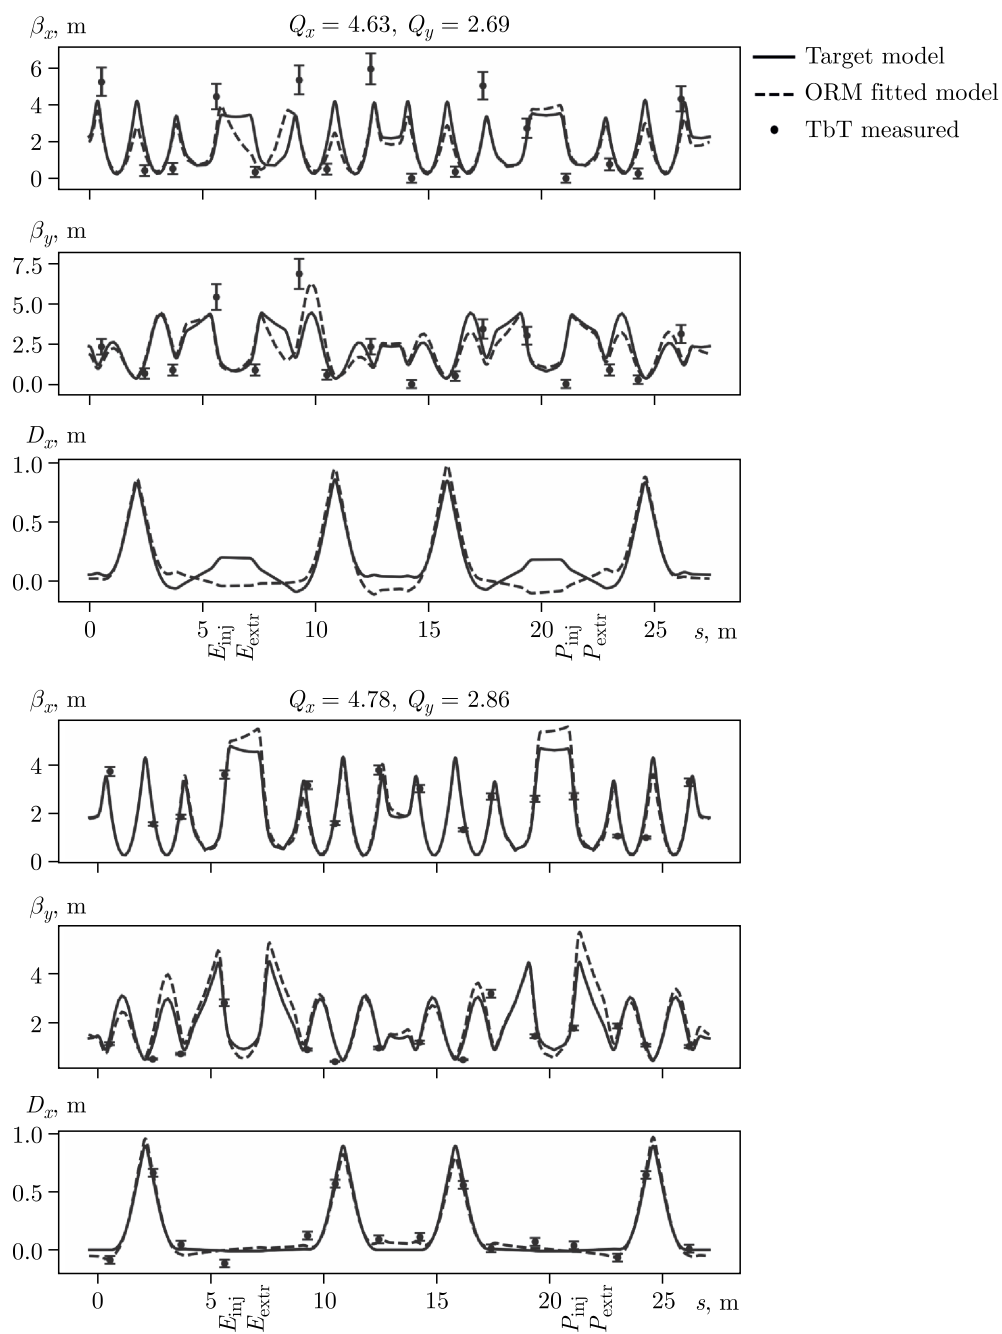 βx, m
Qx = 4.63, Qy = 2.69
Target model
ORM fitted model
TbT measured
6
4
2
0
βy, m
7.5
5.0
2.5
0.0
Dx, m
1.0
0.5
0.0
0 5 10 15 20 25 s, m
Einj Eextr Pinj Pextr
βx, m
Qx = 4.78, Qy = 2.86
4
2
0
βy, m
4
2
Dx, m
1.0
0.5
0.0
0 5 10 15 20 25 s, m
Einj Eextr Pinj Pextr